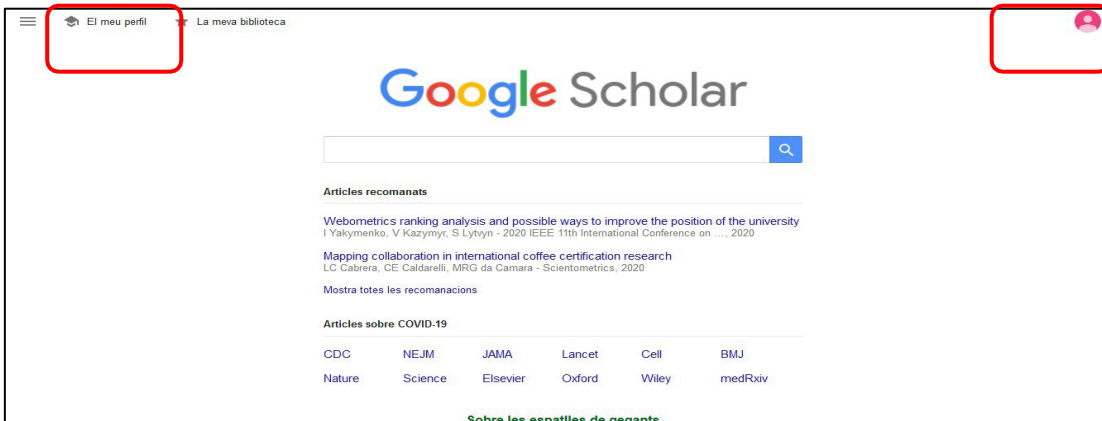 El meu perfil La meva biblioteca
Google Scholar
Articles recomanats
Webometrics ranking analysis and possible ways to improve the position of the university
I Yakymenko, V Kazymyr, S Lytvyn - 2020 IEEE 11th International Conference on …, 2020
Mapping collaboration in international coffee certification research
LC Cabrera, CE Caldarelli, MRG da Camara - Scientometrics, 2020
Mostra totes les recomanacions
Articles sobre COVID-19
CDC NEJM JAMA Lancet Cell BMJ
Nature Science Elsevier Oxford Wiley medRxiv
Sobre les espatlles de gegants